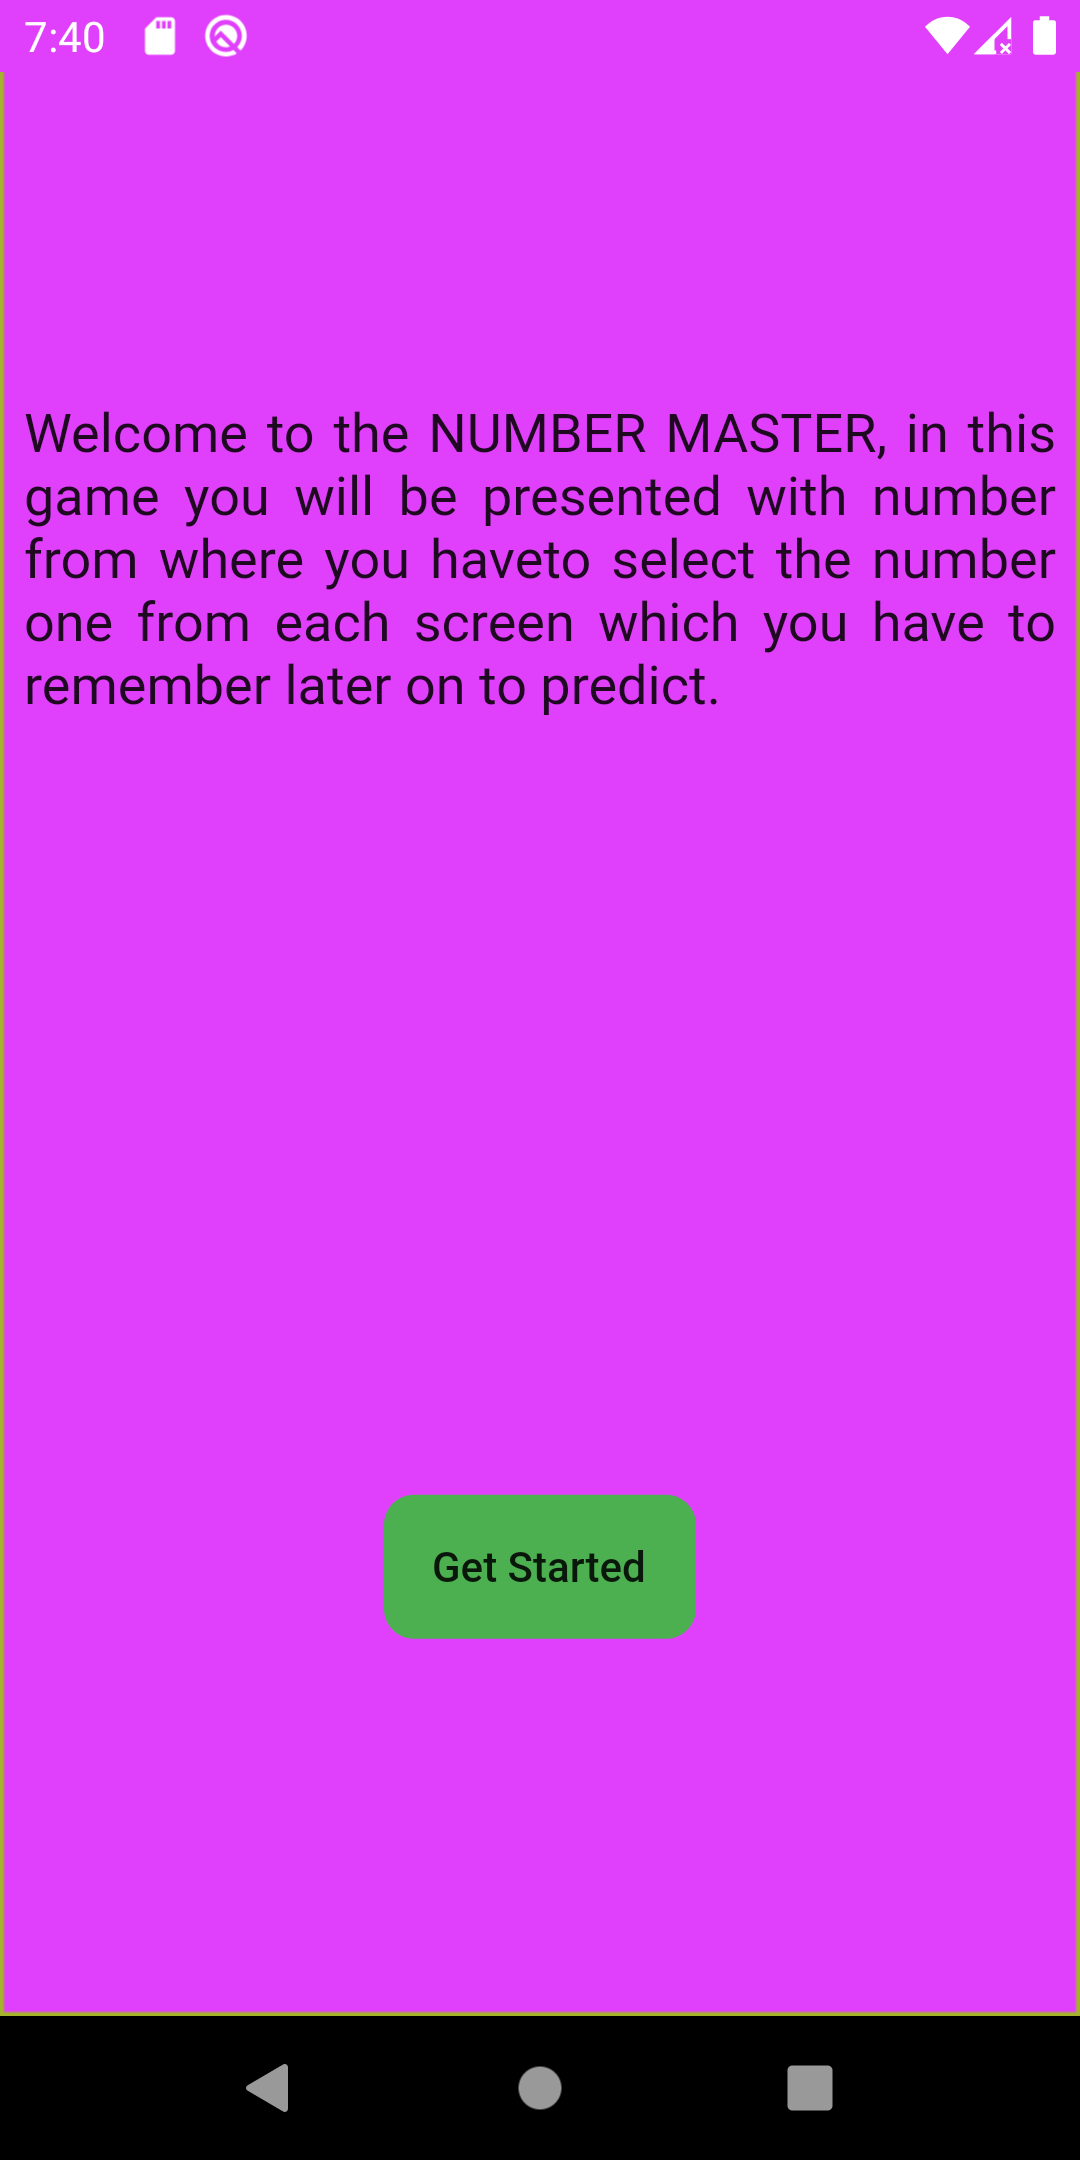 7:40
Welcome to the NUMBER MASTER, in this
game you will be presented with number
from where you haveto select the number
one from each screen which you have to
remember later on to predict.
Get Started